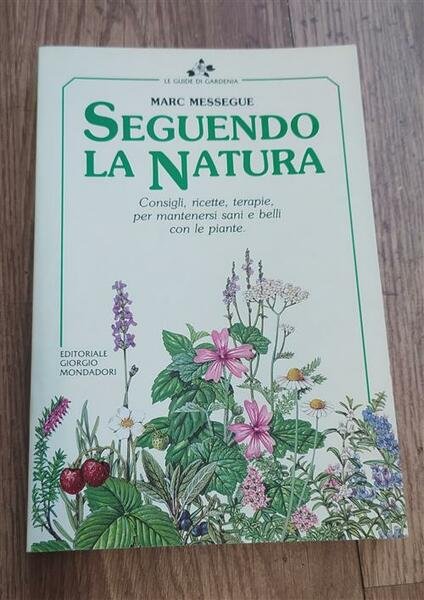 LE GUIDE DI GARDENIA
MARC MESSEGUE
SEGUENDO
LA NATURA
Consigli, ricette, terapie,
per mantenersi sani e belli
con le piante.
EDITORIALE
GIORGIO
MONDADORI